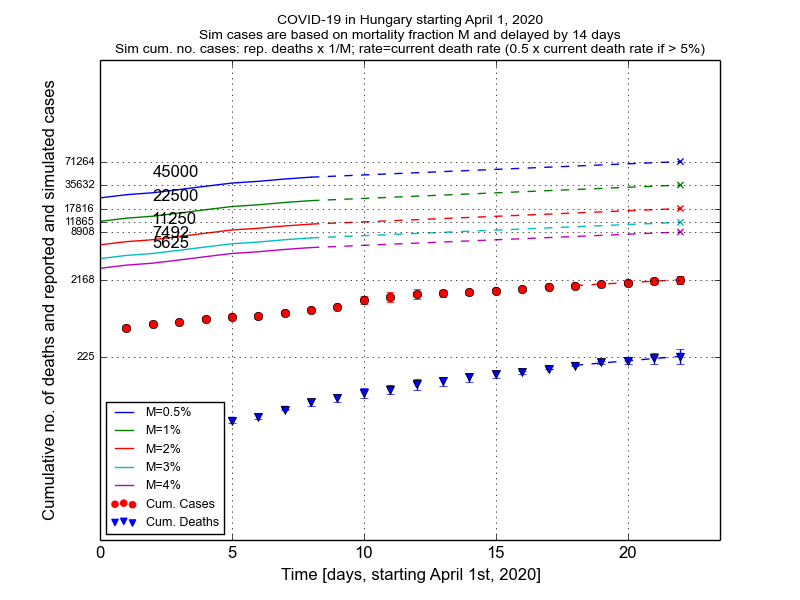 COVID-19 in Hungary starting April 1, 2020
Sim cases are based on mortality fraction M and delayed by 14 days
Sim cum. no. cases: rep. deaths x 1/M; rate=current death rate (0.5 x current death rate if > 5%)
Cumulative no. of deaths and reported and simulated cases
71264
35632
17816
11865
8908
2168
225
45000
22500
11250
7492
5625
M=0.5%
M=1%
M=2%
M=3%
M=4%
Cum. Cases
Cum. Deaths
0 5 10 15 20
Time [days, starting April 1st, 2020]